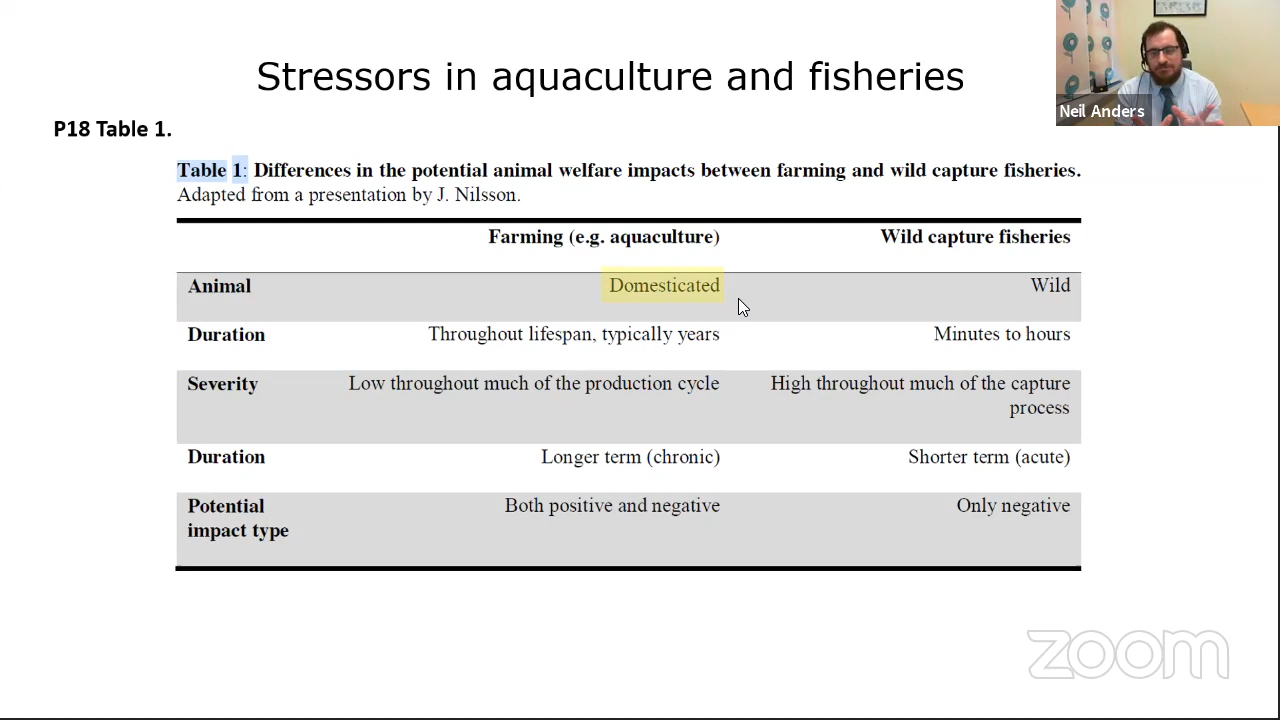 Stressors in aquaculture and fisheries
Neil Anders
P18 Table 1.
Table 1: Differences in the potential animal welfare impacts between farming and wild capture fisheries.
Adapted from a presentation by J. Nilsson.
Farming (e.g. aquaculture) Wild capture fisheries
Animal Domesticated Wild
Duration Throughout lifespan, typically years Minutes to hours
Severity Low throughout much of the production cycle High throughout much of the capture
process
Duration Longer term (chronic) Shorter term (acute)
Potential Both positive and negative Only negative
impact type
zoom